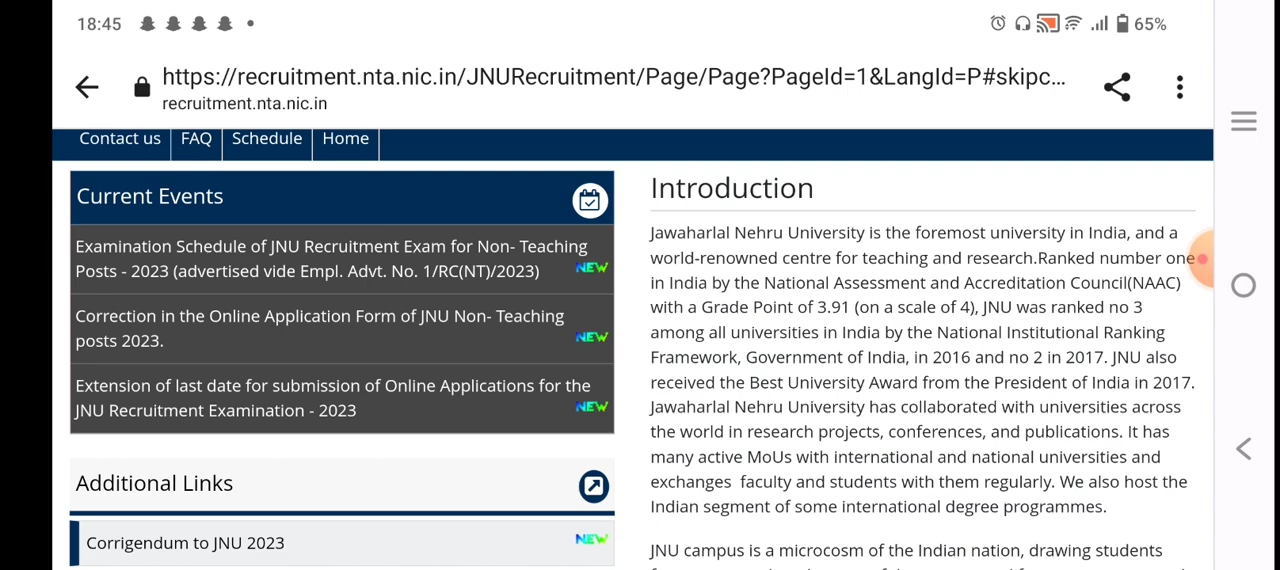 18:45
65%
https://recruitment.nta.nic.in/JNURecruitment/Page/Page?PageId=1&LangId=P#skipc...
recruitment.nta.nic.in
Contact us FAQ Schedule Home
Current Events
Examination Schedule of JNU Recruitment Exam for Non- Teaching
Posts - 2023 (advertised vide Empl. Advt. No. 1/RC(NT)/2023) NEW
Correction in the Online Application Form of JNU Non- Teaching
posts 2023. NEW
Extension of last date for submission of Online Applications for the
JNU Recruitment Examination - 2023 NEW
Additional Links
Corrigendum to JNU 2023 NEW
Introduction
Jawaharlal Nehru University is the foremost university in India, and a
world-renowned centre for teaching and research.Ranked number one
in India by the National Assessment and Accreditation Council(NAAC)
with a Grade Point of 3.91 (on a scale of 4), JNU was ranked no 3
among all universities in India by the National Institutional Ranking
Framework, Government of India, in 2016 and no 2 in 2017. JNU also
received the Best University Award from the President of India in 2017.
Jawaharlal Nehru University has collaborated with universities across
the world in research projects, conferences, and publications. It has
many active MoUs with international and national universities and
exchanges faculty and students with them regularly. We also host the
Indian segment of some international degree programmes.
JNU campus is a microcosm of the Indian nation, drawing students